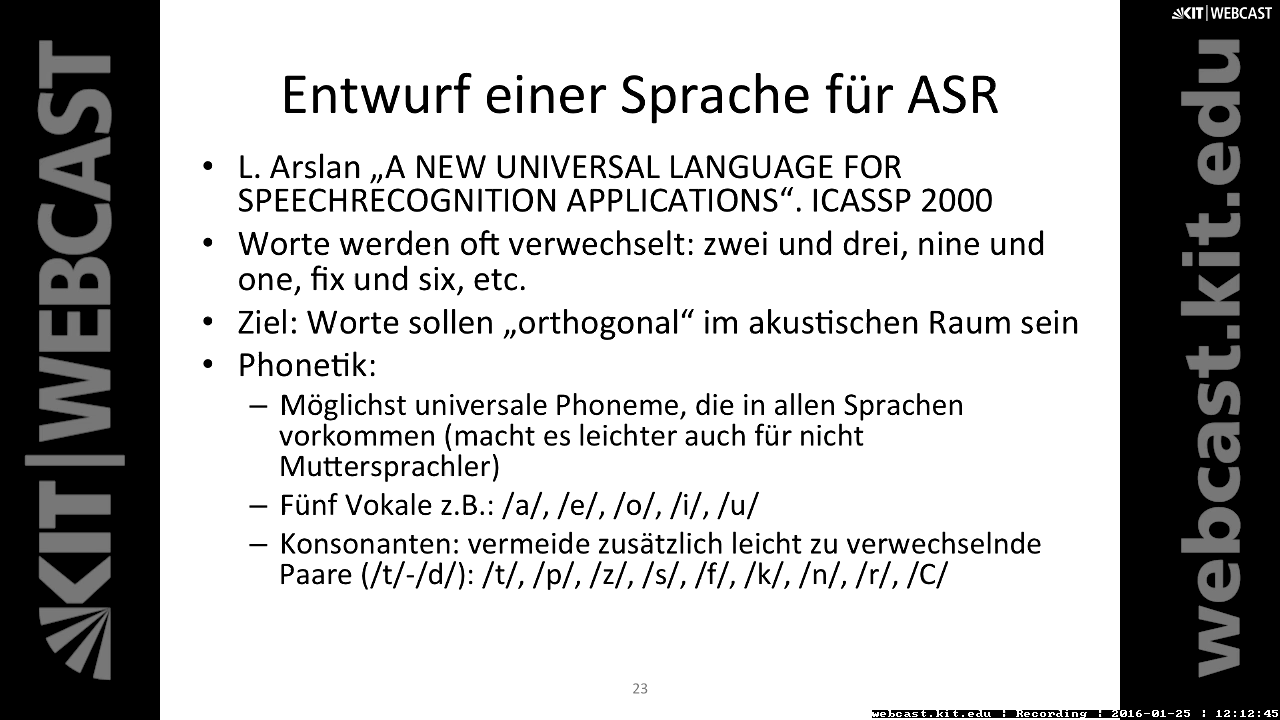 KIT|WEBCAST
KIT|WEBCAST
webcast.kit.edu
Entwurf einer Sprache für ASR
• L. Arslan „A NEW UNIVERSAL LANGUAGE FOR
SPEECHRECOGNITION APPLICATIONS“. ICASSP 2000
• Worte werden oft verwechselt: zwei und drei, nine und
one, fix und six, etc.
• Ziel: Worte sollen „orthogonal“ im akustischen Raum sein
• Phonetik:
– Möglichst universale Phoneme, die in allen Sprachen
vorkommen (macht es leichter auch für nicht
Muttersprachler)
– Fünf Vokale z.B.: /a/, /e/, /o/, /i/, /u/
– Konsonanten: vermeide zusätzlich leicht zu verwechselnde
Paare (/t/-/d/): /t/, /p/, /z/, /s/, /f/, /k/, /n/, /r/, /C/
23
webcast.kit.edu | Recording | 2016-01-25 | 12:12:45